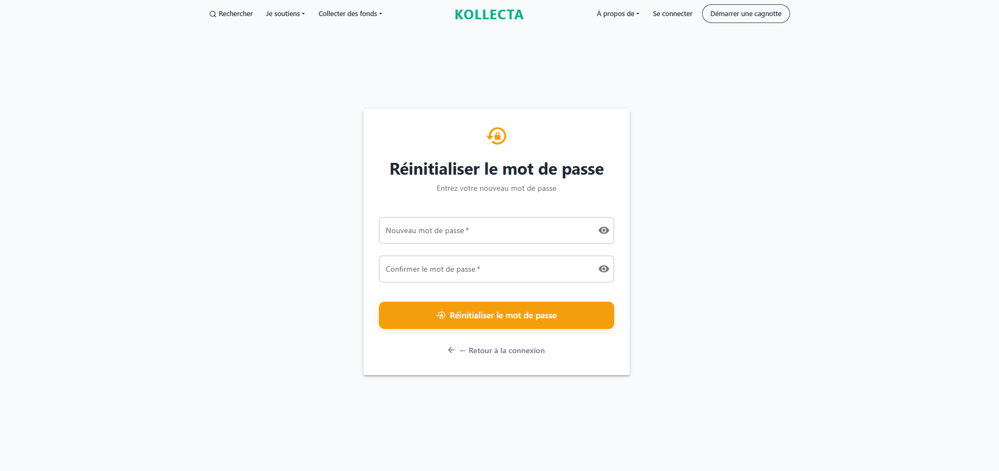 Rechercher Je soutiens Collecter des fonds KOLLECTA À propos de Se connecter Démarrer une cagnotte
Réinitialiser le mot de passe
Entrez votre nouveau mot de passe
Nouveau mot de passe *
Confirmer le mot de passe *
Réinitialiser le mot de passe
← Retour à la connexion